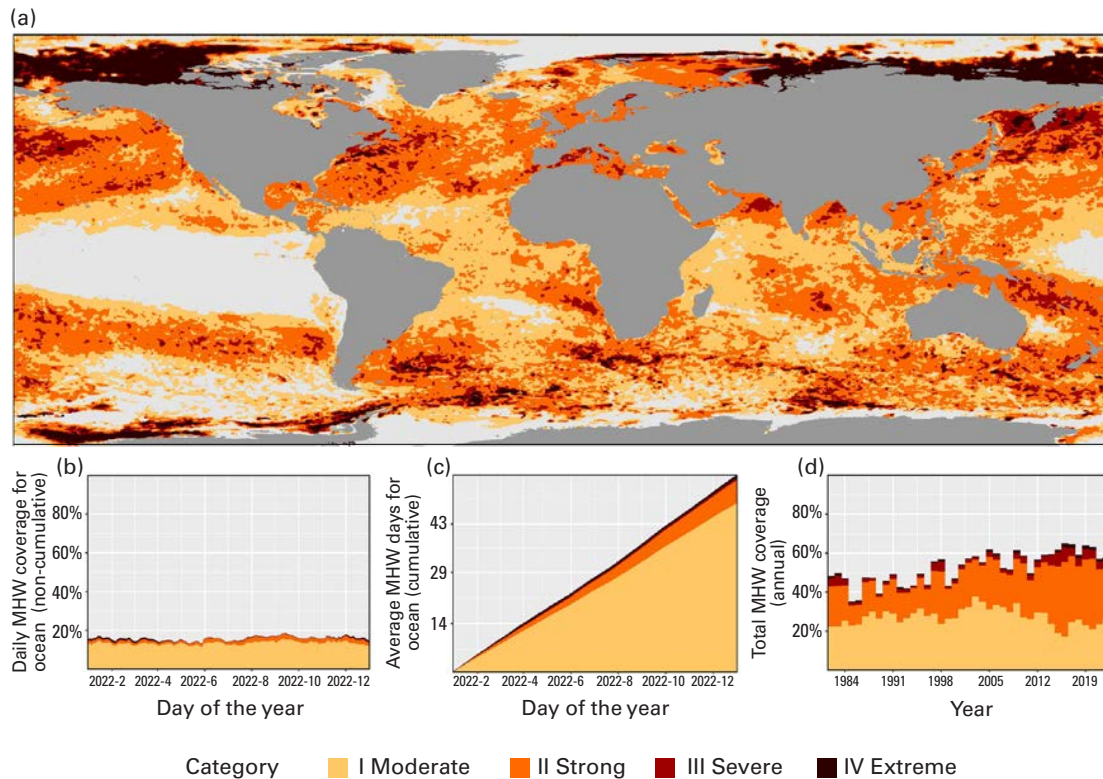 (a)
(b)
Daily MHW coverage for
ocean (non-cumulative)
80%
60%
40%
20%
2022-2 2022-4 2022-6 2022-8 2022-10 2022-12
Day of the year
(c)
Average MHW days for
ocean (cumulative)
43
29
14
2022-2 2022-4 2022-6 2022-8 2022-10 2022-12
Day of the year
(d)
Total MHW coverage
(annual)
80%
60%
40%
20%
1984 1991 1998 2005 2012 2019
Year
Category I Moderate II Strong III Severe IV Extreme